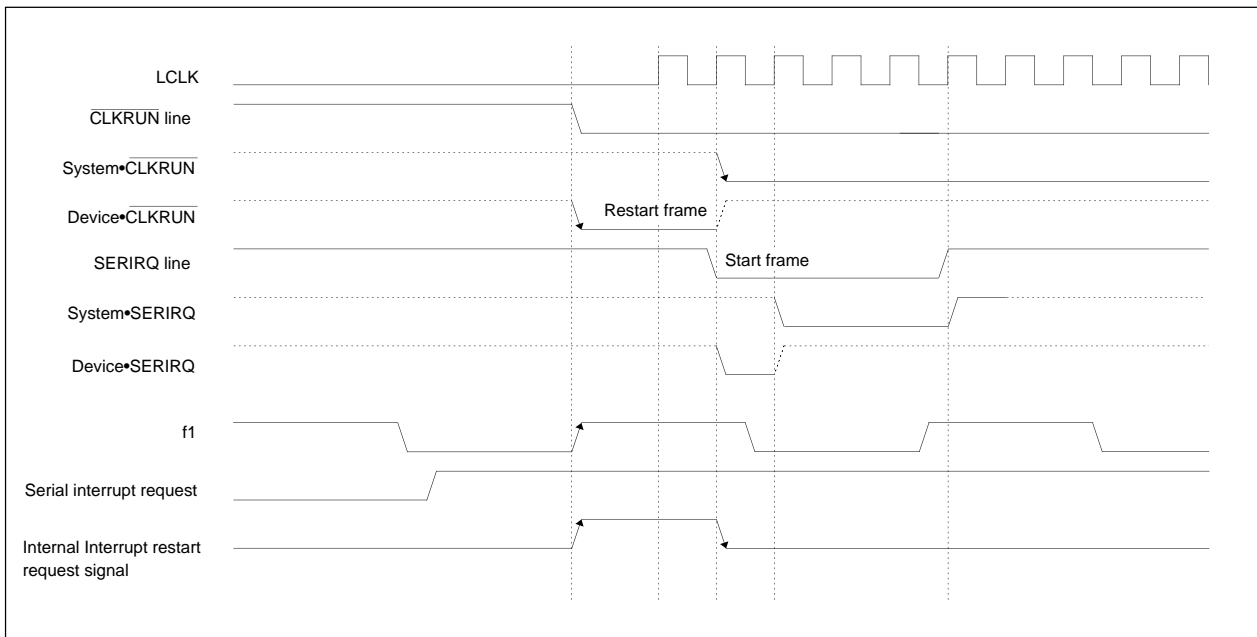 LCLK
CLKRUN line
System•CLKRUN
Device•CLKRUN
Restart frame
SERIRQ line
Start frame
System•SERIRQ
Device•SERIRQ
f1
Serial interrupt request
Internal Interrupt restart
request signal